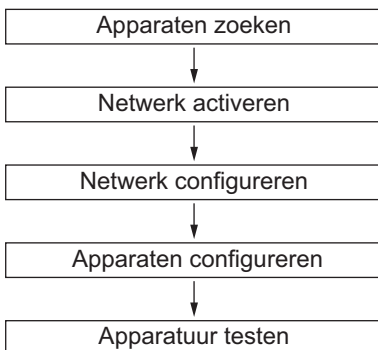 Apparaten zoeken
Netwerk activeren
Netwerk configureren
Apparaten configureren
Apparatuur testen